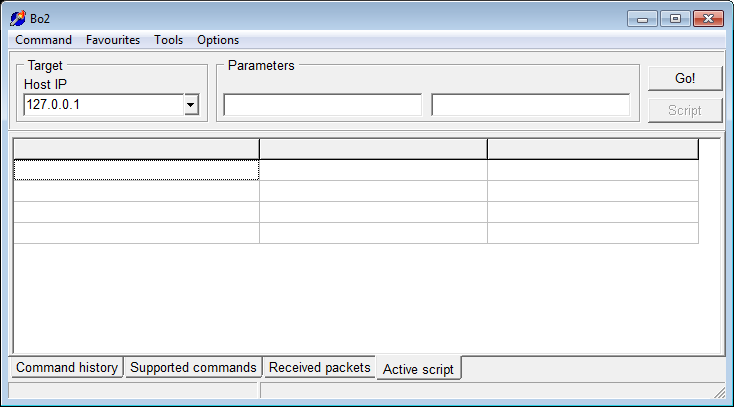 Bo2
Command Favourites Tools Options
Target
Host IP
127.0.0.1
Parameters
Go!
Script
Command history Supported commands Received packets Active script